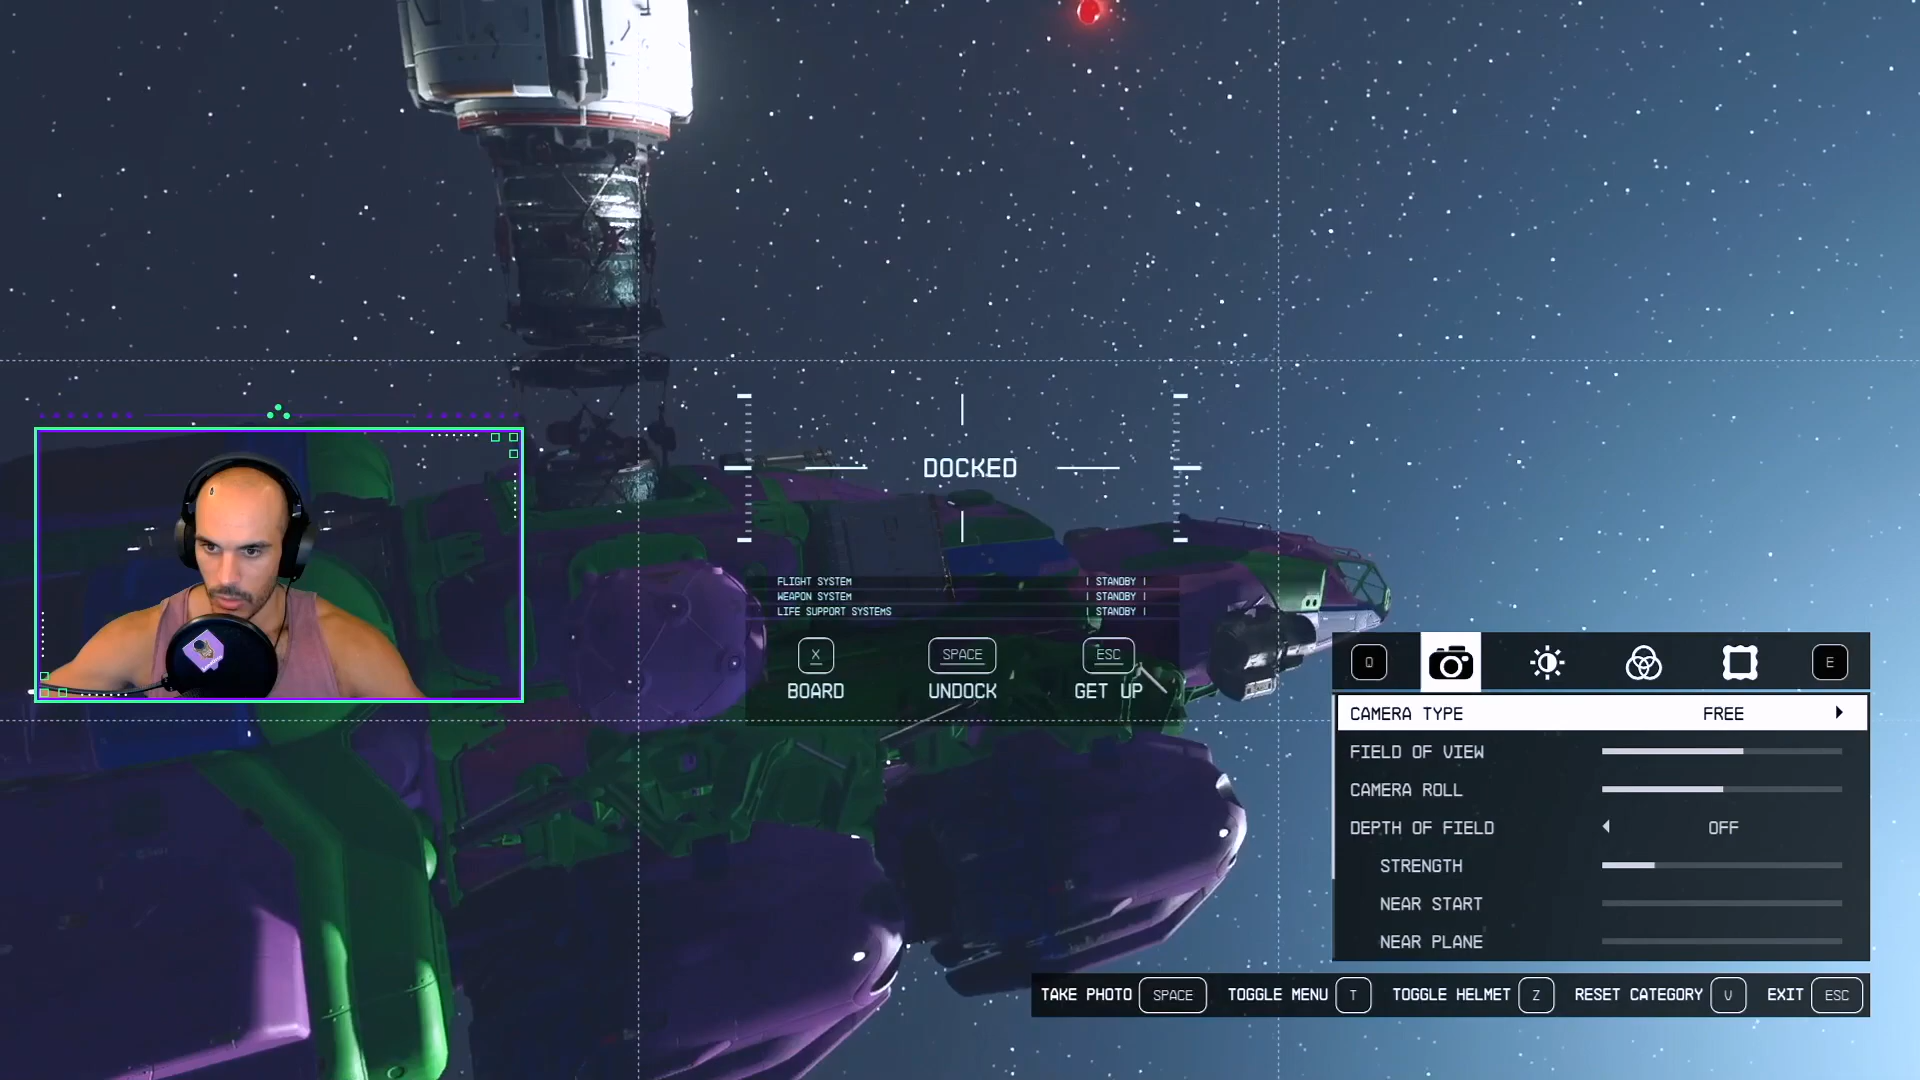 DOCKED
FLIGHT SYSTEM | STANDBY |
WEAPON SYSTEM | STANDBY |
LIFE SUPPORT SYSTEMS | STANDBY |
X SPACE ESC
BOARD UNDOCK GET UP
Q E
CAMERA TYPE FREE
FIELD OF VIEW
CAMERA ROLL
DEPTH OF FIELD OFF
STRENGTH
NEAR START
NEAR PLANE
TAKE PHOTO SPACE TOGGLE MENU T TOGGLE HELMET Z RESET CATEGORY V EXIT ESC